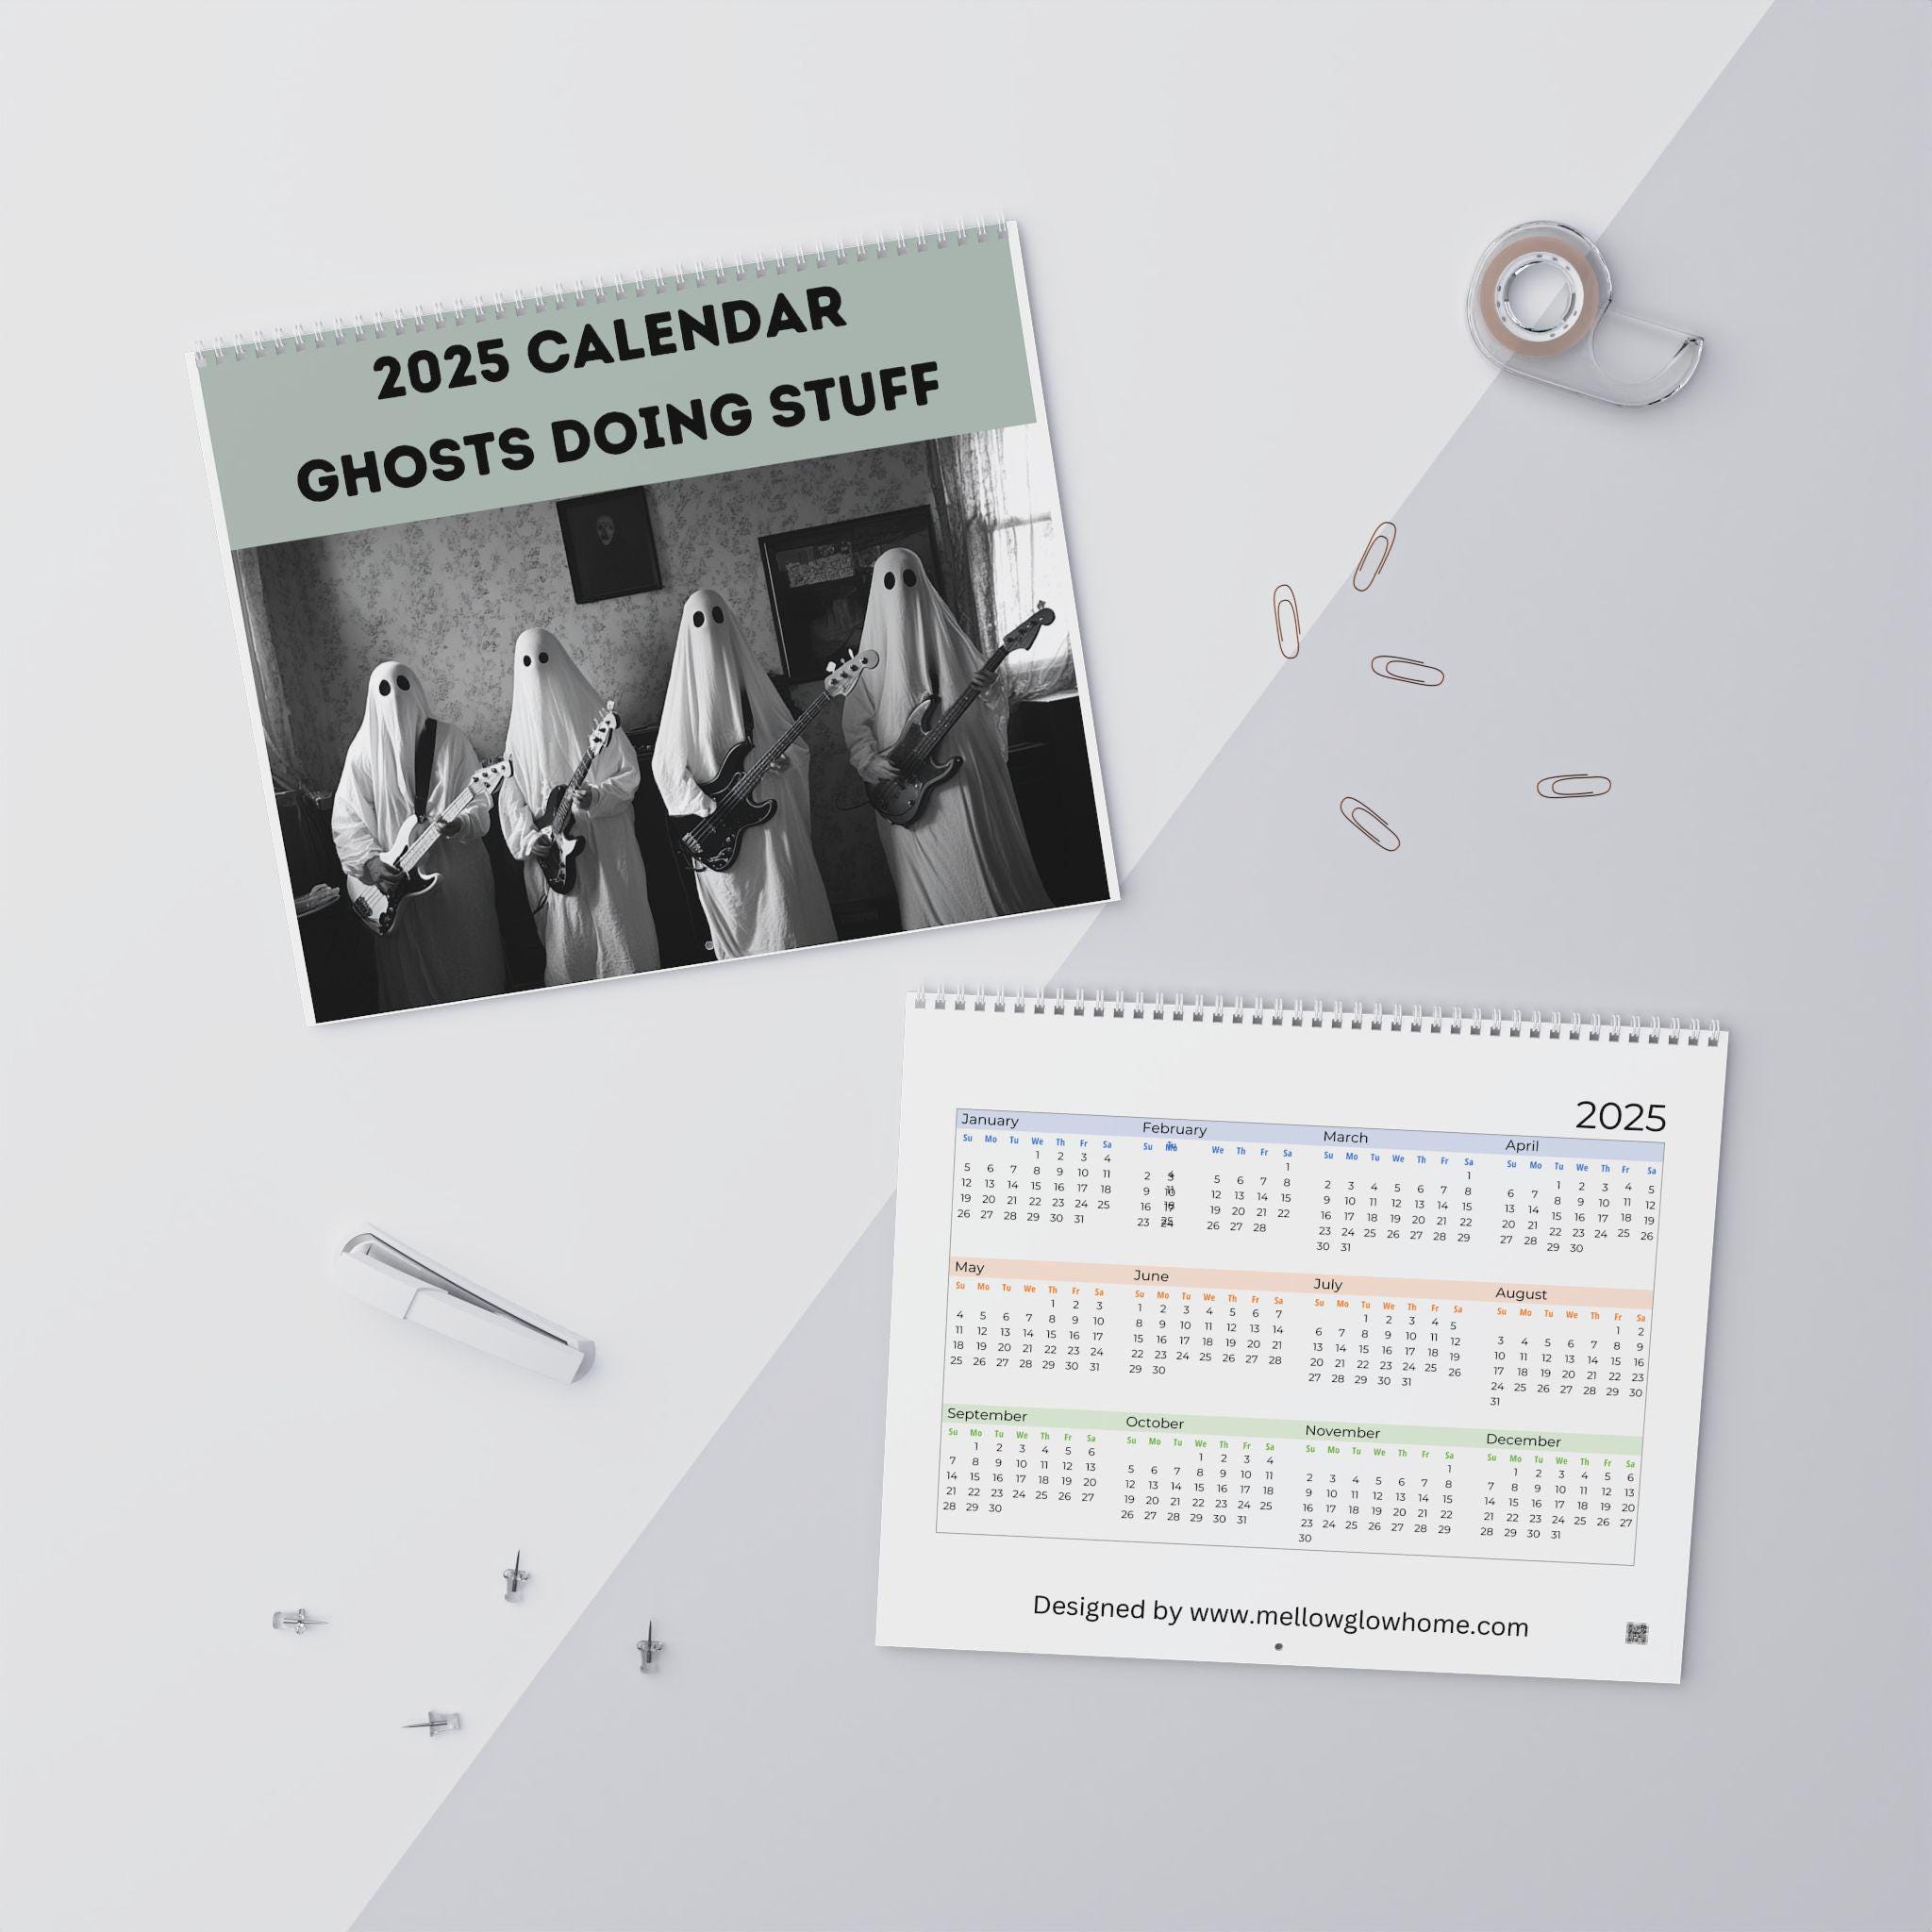 2025 CALENDAR
GHOSTS DOING STUFF
2025
January
Su Mo Tu We Th Fr Sa
1 2 3 4
5 6 7 8 9 10 11
12 13 14 15 16 17 18
19 20 21 22 23 24 25
26 27 28 29 30 31
February
Su We Th Fr Sa
1
2 5 6 7 8
9 12 13 14 15
16 19 20 21 22
23 26 27 28
March
Su Mo Tu We Th Fr Sa
1
2 3 4 5 6 7 8
9 10 11 12 13 14 15
16 17 18 19 20 21 22
23 24 25 26 27 28 29
30 31
April
Su Mo Tu We Th Fr Sa
1 2 3 4 5
6 7 8 9 10 11 12
13 14 15 16 17 18 19
20 21 22 23 24 25 26
27 28 29 30
May
Su Mo Tu We Th Fr Sa
1 2 3
4 5 6 7 8 9 10
11 12 13 14 15 16 17
18 19 20 21 22 23 24
25 26 27 28 29 30 31
June
Su Mo Tu We Th Fr Sa
1 2 3 4 5 6 7
8 9 10 11 12 13 14
15 16 17 18 19 20 21
22 23 24 25 26 27 28
29 30
July
Su Mo Tu We Th Fr Sa
1 2 3 4 5
6 7 8 9 10 11 12
13 14 15 16 17 18 19
20 21 22 23 24 25 26
27 28 29 30 31
August
Su Mo Tu We Th Fr Sa
1 2
3 4 5 6 7 8 9
10 11 12 13 14 15 16
17 18 19 20 21 22 23
24 25 26 27 28 29 30
31
September
Su Mo Tu We Th Fr Sa
1 2 3 4 5 6
7 8 9 10 11 12 13
14 15 16 17 18 19 20
21 22 23 24 25 26 27
28 29 30
October
Su Mo Tu We Th Fr Sa
1 2 3 4
5 6 7 8 9 10 11
12 13 14 15 16 17 18
19 20 21 22 23 24 25
26 27 28 29 30 31
November
Su Mo Tu We Th Fr Sa
1
2 3 4 5 6 7 8
9 10 11 12 13 14 15
16 17 18 19 20 21 22
23 24 25 26 27 28 29
30
December
Su Mo Tu We Th Fr Sa
1 2 3 4 5 6
7 8 9 10 11 12 13
14 15 16 17 18 19 20
21 22 23 24 25 26 27
28 29 30 31
Designed by www.mellowglowhome.com